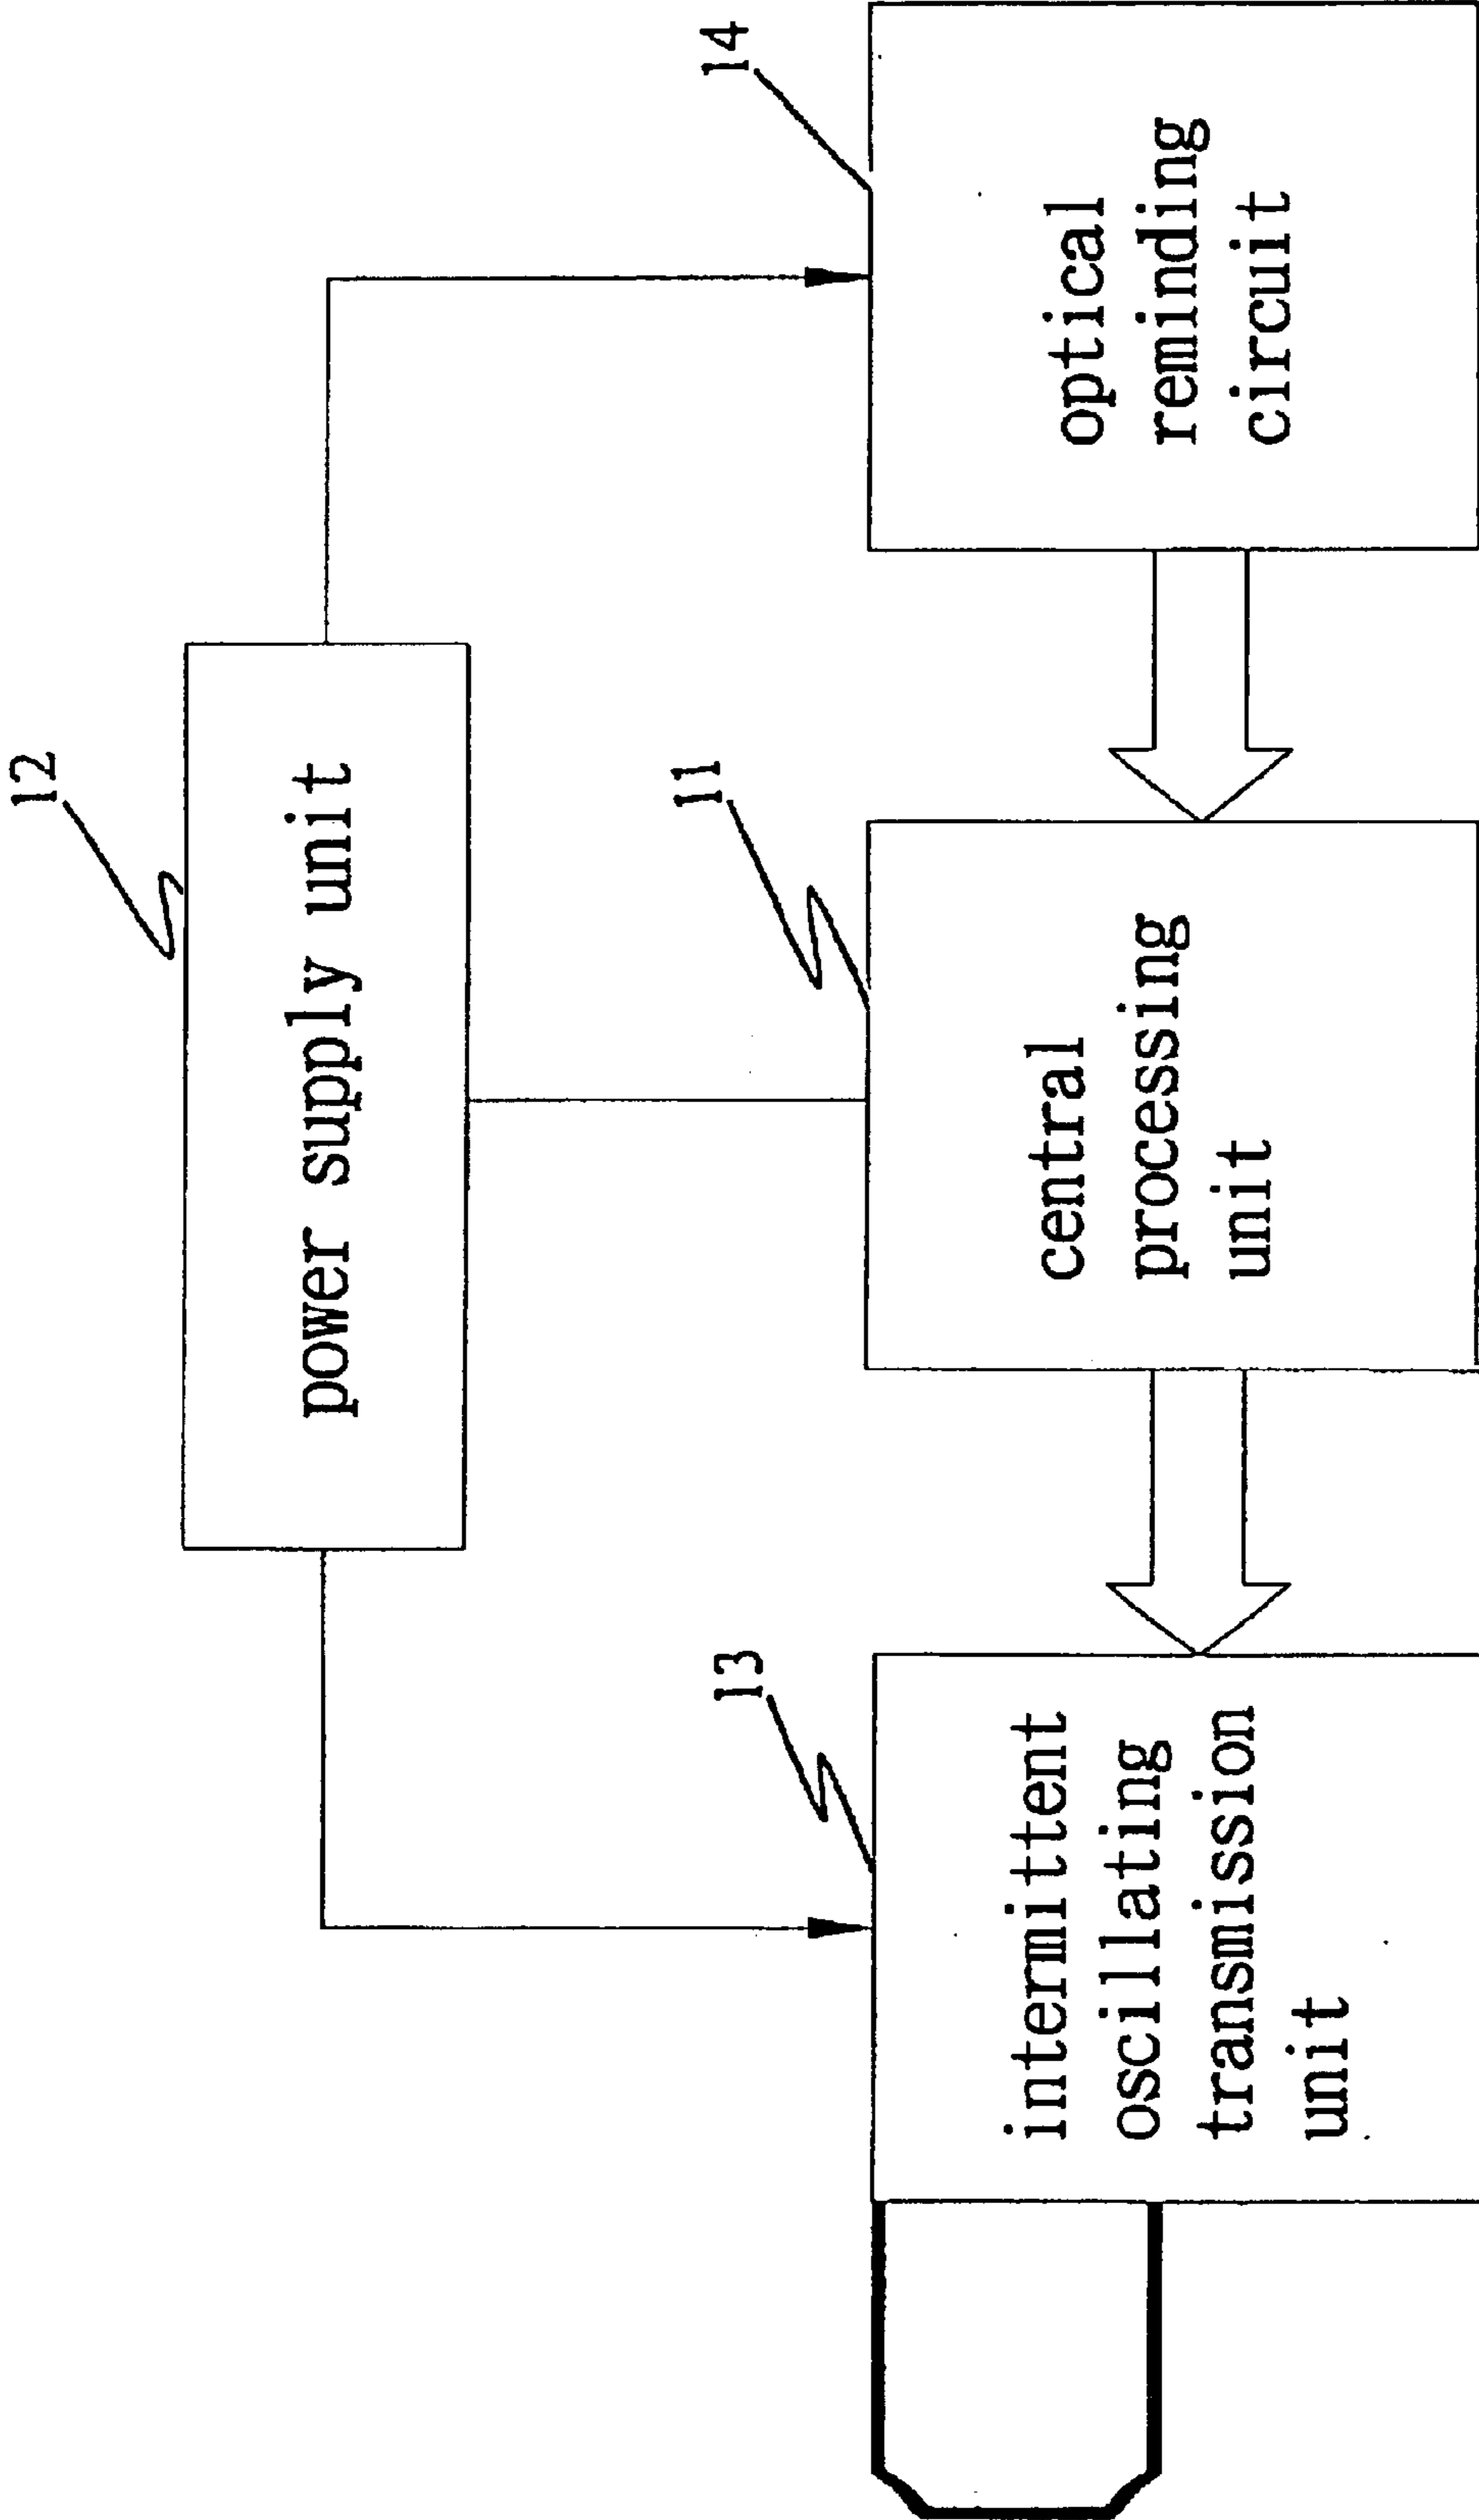 12
power supply unit
13
intermittent
oscillating
transmission
unit
11
central
processing
unit
14
optical
reminding
circuit